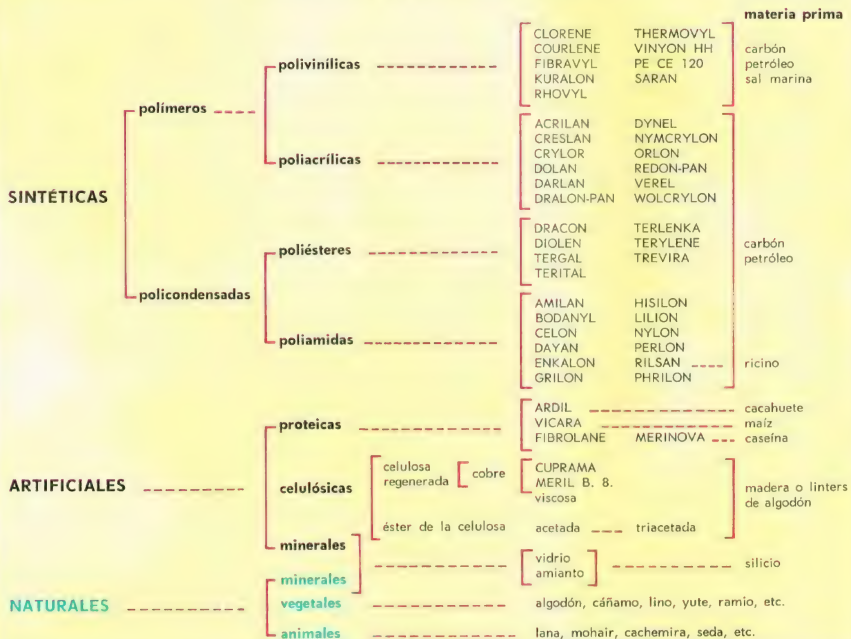 materia prima
CLORENE THERMOVYL
COURLENE VINYON HH carbón
polivinílicas FIBRAVYL PE CE 120 petróleo
KURALON SARAN sal marina
RHOVYL
polímeros
ACRILAN DYNEL
CRESLAN NYMCRYLON
poliacrílicas CRYLOR ORLON
DOLAN REDON-PAN
DARLAN VEREL
SINTÉTICAS
DRALON-PAN WOLCRYLON
DRACON TERLENKA
poliésteres DIOLEN TERYLENE carbón
TERGAL TREVIRA petróleo
TERITAL
policondensadas
AMILAN HISILON
BODANYL LILION
poliamidas CELON NYLON
DAYAN PERLON
ENKALON RILSAN ricino
GRILON PHRILON
ARDIL cacahuete
proteicas VICARA maíz
FIBROLANE MERINOVA caseína
celulosa CUPRAMA
regenerada cobre MERIL B. 8.
ARTIFICIALES celulósicas viscosa madera o linters
de algodón
éster de la celulosa acetada triacetada
minerales
vidrio
minerales amianto silicio
NATURALES vegetales algodón, cáñamo, lino, yute, ramio, etc.
animales lana, mohair, cachemira, seda, etc.